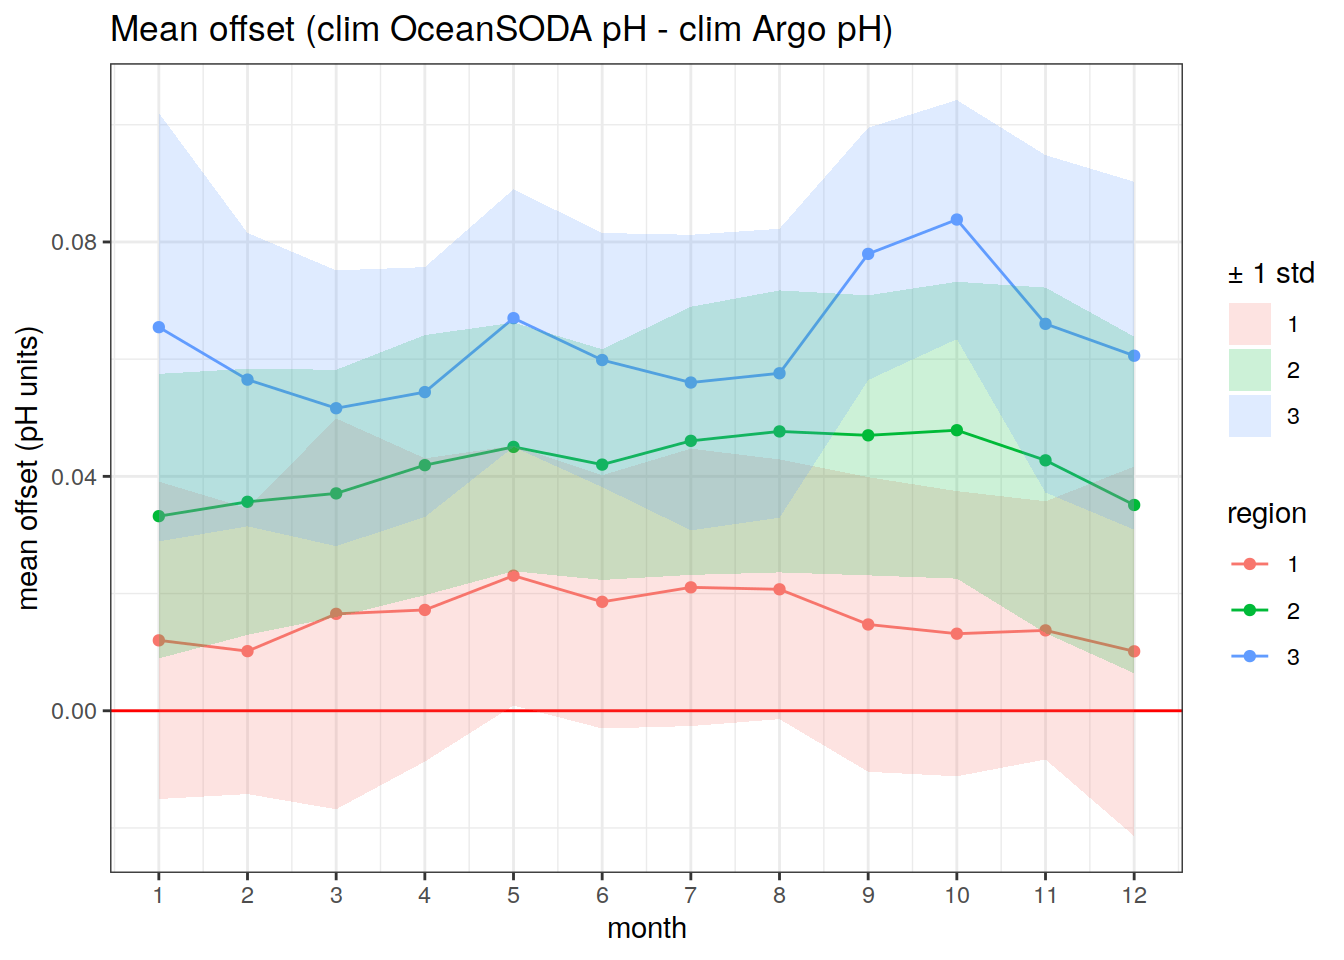 Mean offset (clim OceanSODA pH - clim Argo pH)
mean offset (pH units)
0.08
0.04
0.00
1 2 3 4 5 6 7 8 9 10 11 12
month
± 1 std
1
2
3
region
1
2
3